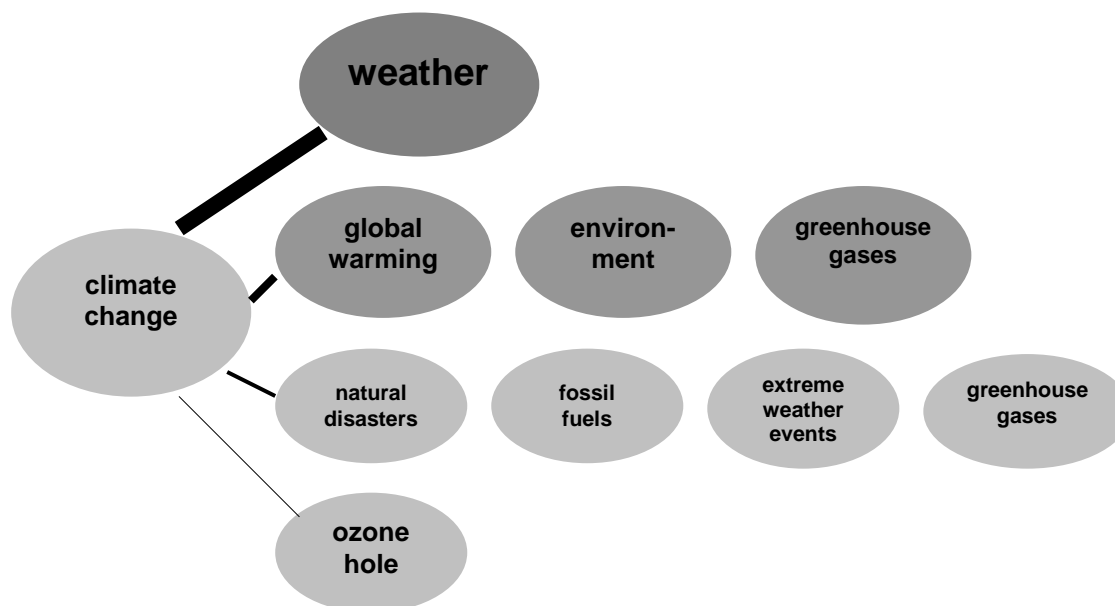 weather
global
warming
environ-
ment
greenhouse
gases
climate
change
natural
disasters
fossil
fuels
extreme
weather
events
greenhouse
gases
ozone
hole